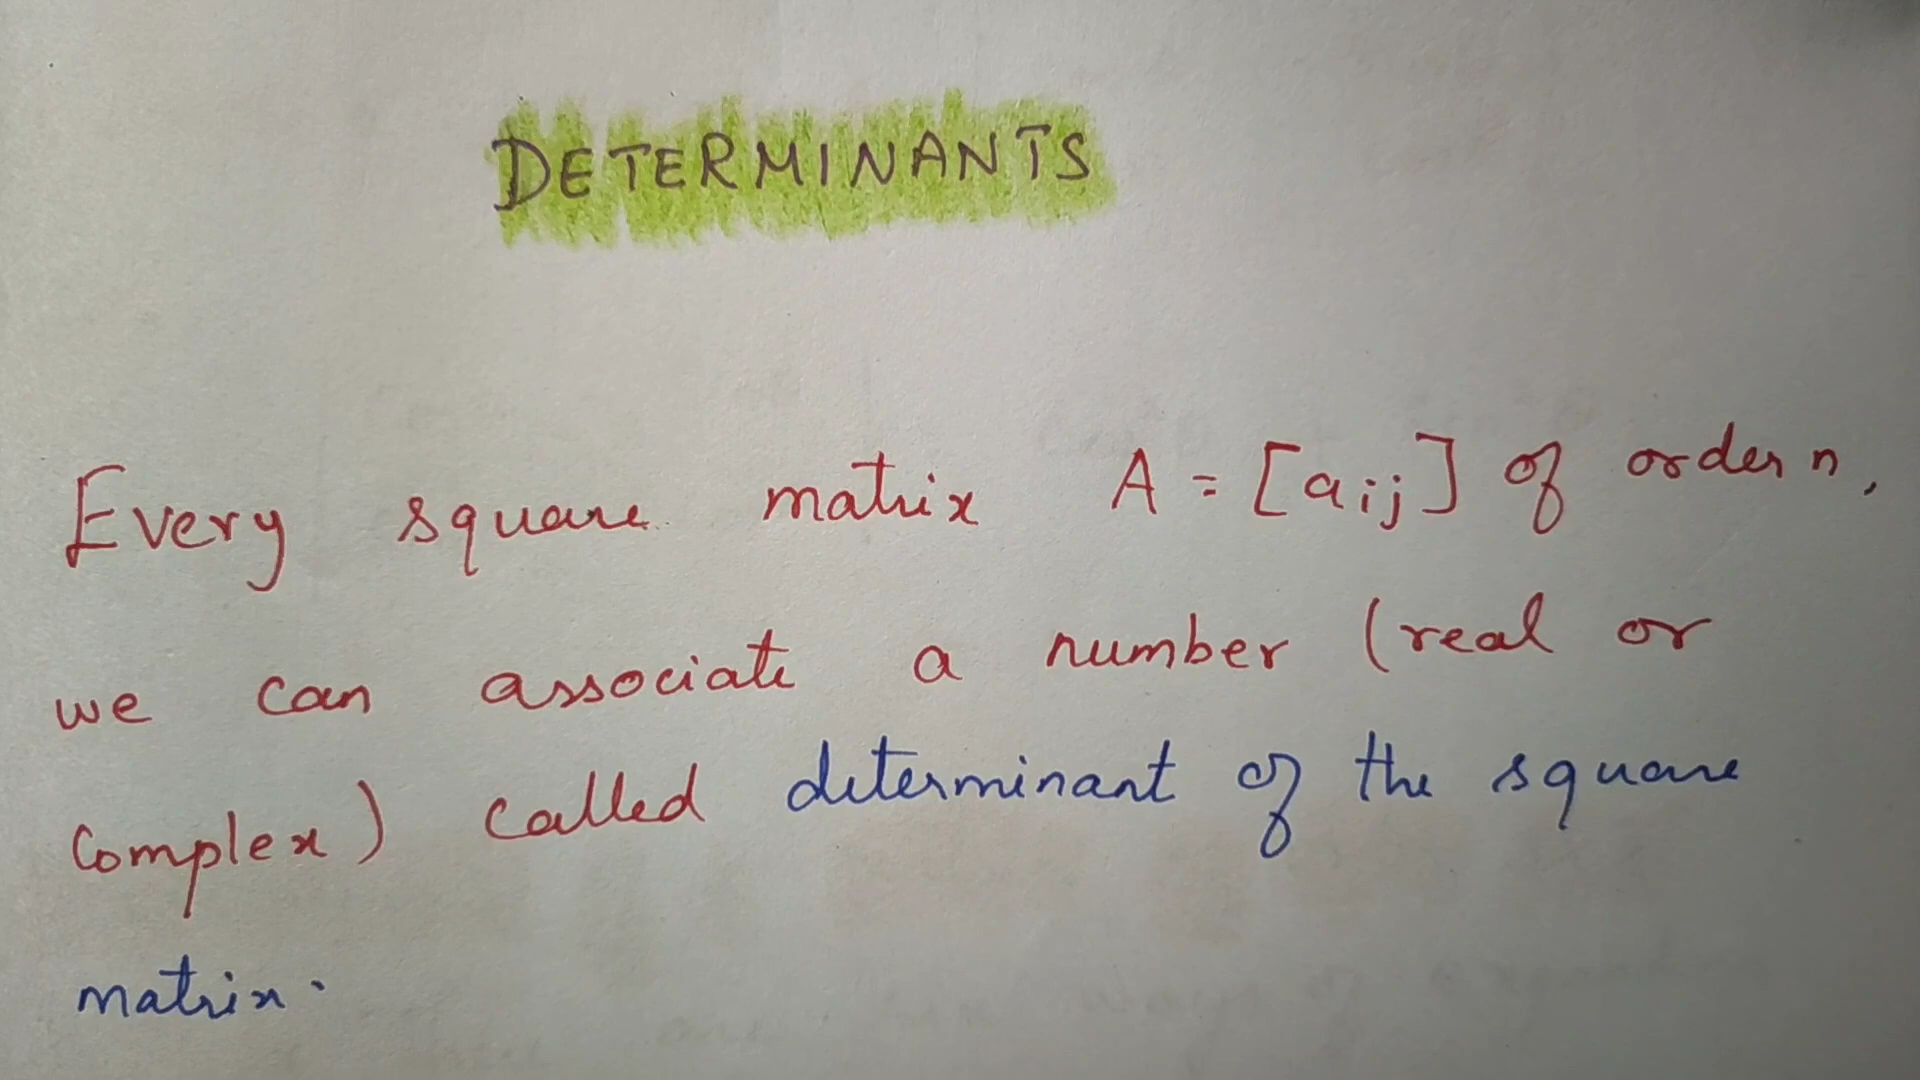 DETERMINANTS
Every square matrix A = [aij] of order n,
we can associate a number (real or
complex) called determinant of the square
matrix.